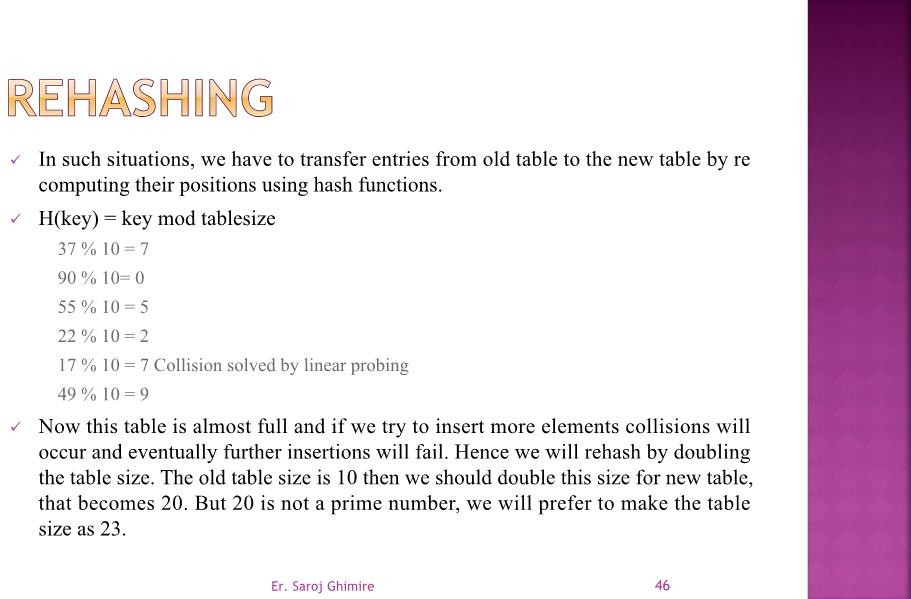 REHASHING
✓ In such situations, we have to transfer entries from old table to the new table by re
computing their positions using hash functions.
✓ H(key) = key mod tablesize
37 % 10 = 7
90 % 10= 0
55 % 10 = 5
22 % 10 = 2
17 % 10 = 7 Collision solved by linear probing
49 % 10 = 9
✓ Now this table is almost full and if we try to insert more elements collisions will
occur and eventually further insertions will fail. Hence we will rehash by doubling
the table size. The old table size is 10 then we should double this size for new table,
that becomes 20. But 20 is not a prime number, we will prefer to make the table
size as 23.
Er. Saroj Ghimire 46